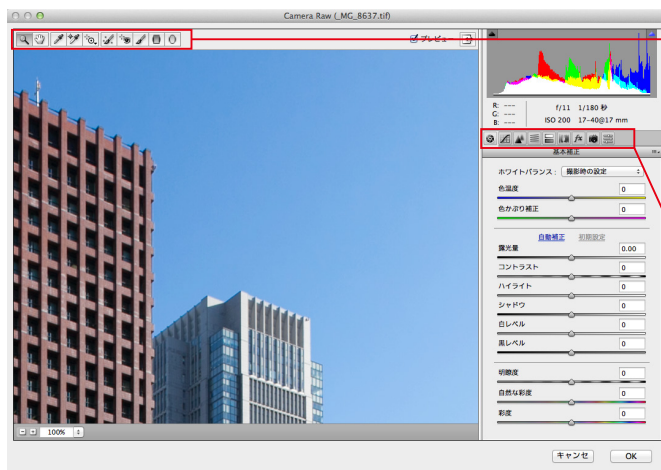 Camera Raw (_MG_8637.tif)
プレビュー
R: ---
G: ---
B: ---
f/11 1/180 秒
ISO 200 17-40@17 mm
fx
基本補正
ホワイトバランス： 撮影時の設定
色温度 0
色かぶり補正 0
自動補正 初期設定
露光量 0.00
コントラスト 0
ハイライト 0
シャドウ 0
白レベル 0
黒レベル 0
明瞭度 0
自然な彩度 0
彩度 0
100%
キャンセル OK